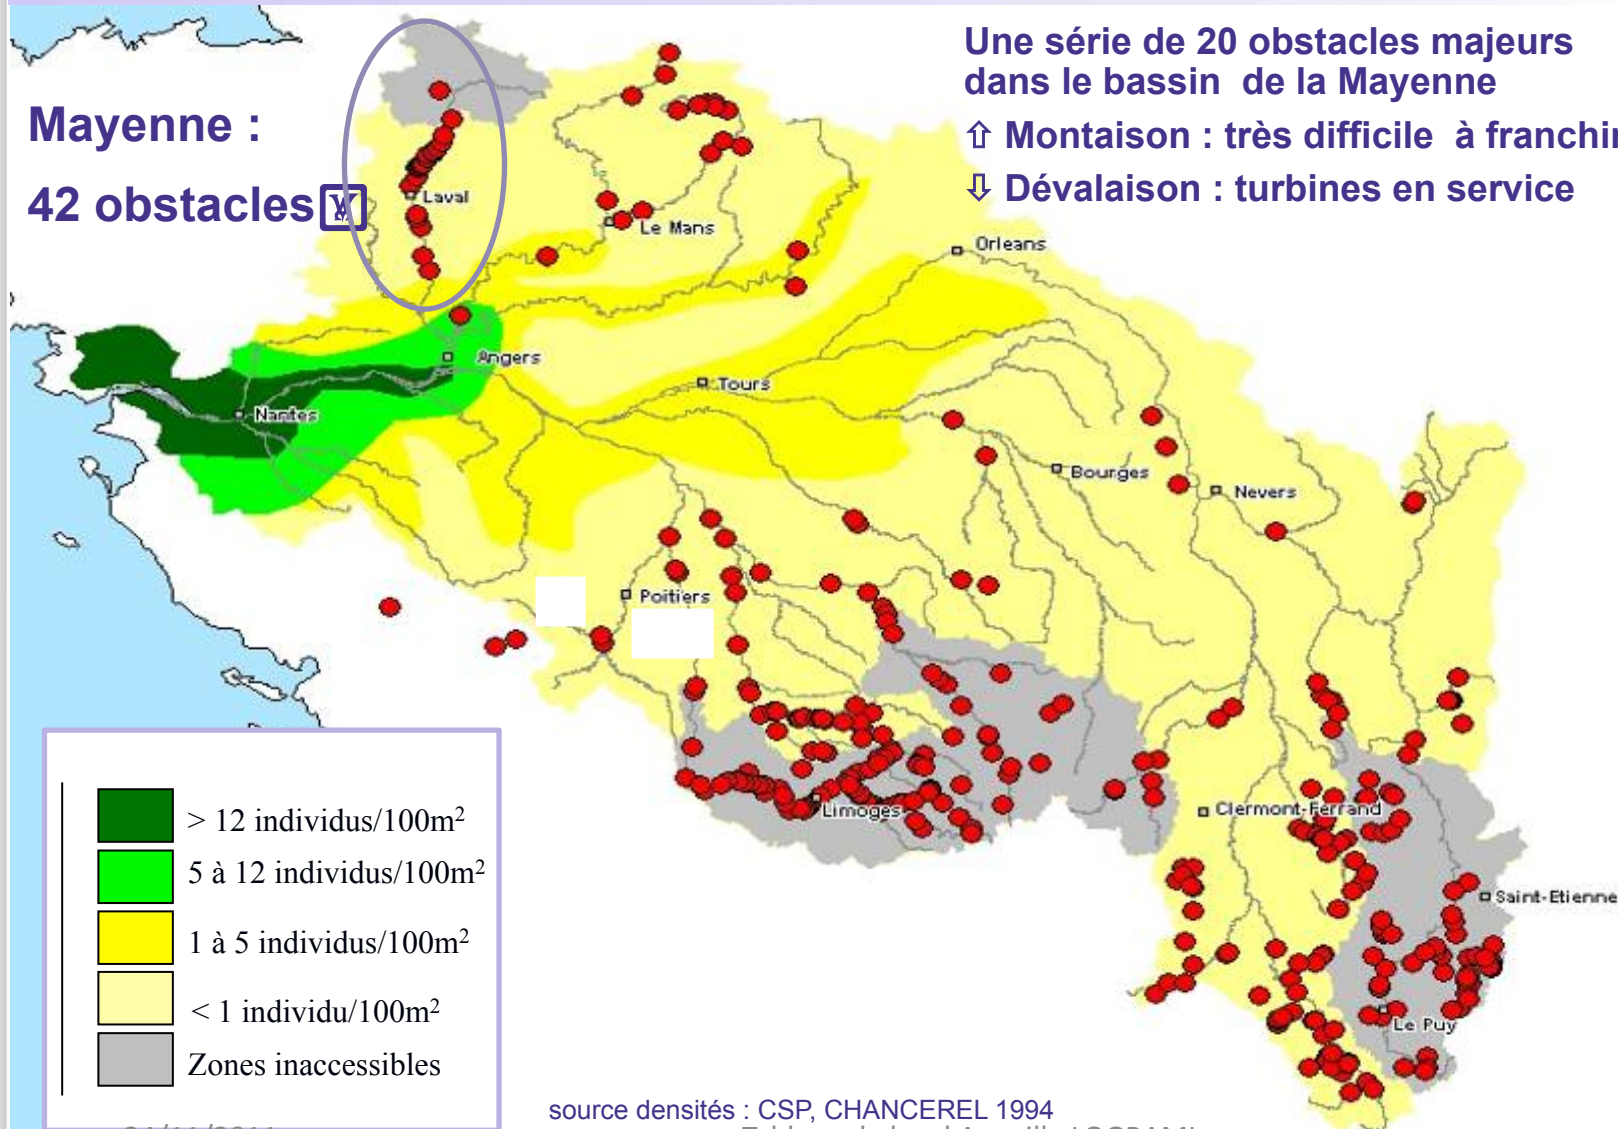 Une série de 20 obstacles majeurs
dans le bassin de la Mayenne
⇧ Montaison : très difficile à franchir
⇩ Dévalaison : turbines en service
Mayenne :
42 obstacles
Laval
Le Mans
Orleans
Angers
Tours
Nantes
Bourges
Nevers
Poitiers
Limoges
Clermont-Ferrand
Saint-Etienne
Le Puy
> 12 individus/100m²
5 à 12 individus/100m²
1 à 5 individus/100m²
< 1 individu/100m²
Zones inaccessibles
source densités : CSP, CHANCEREL 1994